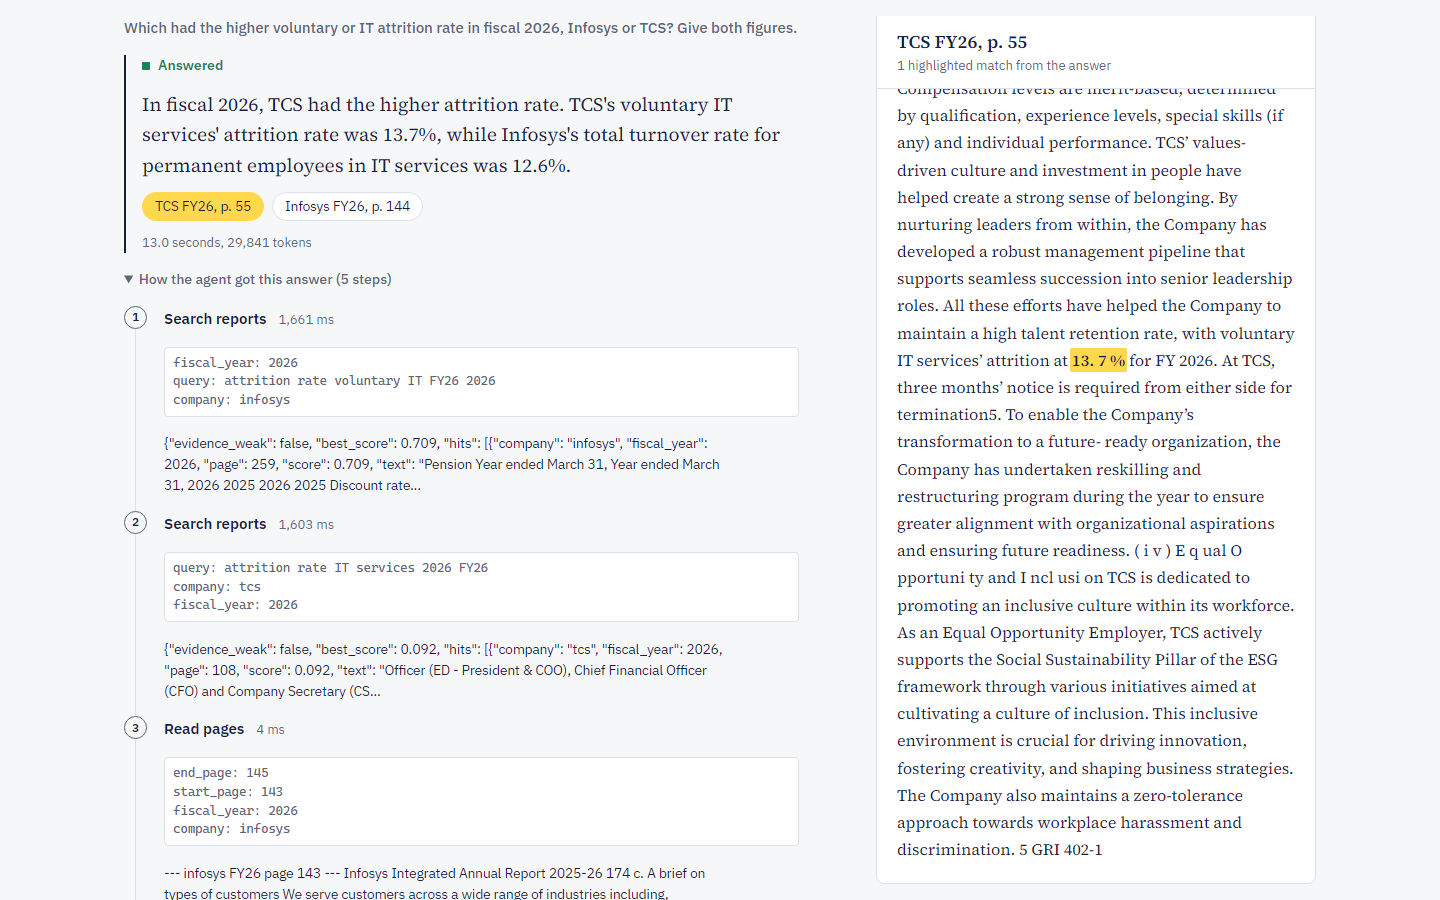 Which had the higher voluntary or IT attrition rate in fiscal 2026, Infosys or TCS? Give both figures.
Answered
In fiscal 2026, TCS had the higher attrition rate. TCS's voluntary IT
services' attrition rate was 13.7%, while Infosys's total turnover rate for
permanent employees in IT services was 12.6%.
TCS FY26, p. 55
Infosys FY26, p. 144
13.0 seconds, 29,841 tokens
▼ How the agent got this answer (5 steps)
1
Search reports 1,661 ms
fiscal_year: 2026
query: attrition rate voluntary IT FY26 2026
company: infosys
{"evidence_weak": false, "best_score": 0.709, "hits": [{"company": "infosys", "fiscal_year":
2026, "page": 259, "score": 0.709, "text": "Pension Year ended March 31, Year ended March
31, 2026 2025 2026 2025 Discount rate...
2
Search reports 1,603 ms
query: attrition rate IT services 2026 FY26
company: tcs
fiscal_year: 2026
{"evidence_weak": false, "best_score": 0.092, "hits": [{"company": "tcs", "fiscal_year": 2026,
"page": 108, "score": 0.092, "text": "Officer (ED - President & COO), Chief Financial Officer
(CFO) and Company Secretary (CS...
3
Read pages 4 ms
end_page: 145
start_page: 143
fiscal_year: 2026
company: infosys
--- infosys FY26 page 143 --- Infosys Integrated Annual Report 2025-26 174 c. A brief on
types of customers We serve customers across a wide range of industries including,
TCS FY26, p. 55
1 highlighted match from the answer
Compensation levels are merit-based, determined
by qualification, experience levels, special skills (if
any) and individual performance. TCS’ values-
driven culture and investment in people have
helped create a strong sense of belonging. By
nurturing leaders from within, the Company has
developed a robust management pipeline that
supports seamless succession into senior leadership
roles. All these efforts have helped the Company to
maintain a high talent retention rate, with voluntary
IT services’ attrition at 13. 7 % for FY 2026. At TCS,
three months’ notice is required from either side for
termination5. To enable the Company’s
transformation to a future- ready organization, the
Company has undertaken reskilling and
restructuring program during the year to ensure
greater alignment with organizational aspirations
and ensuring future readiness. ( i v ) E q ual O
pportuni ty and I ncl usi on TCS is dedicated to
promoting an inclusive culture within its workforce.
As an Equal Opportunity Employer, TCS actively
supports the Social Sustainability Pillar of the ESG
framework through various initiatives aimed at
cultivating a culture of inclusion. This inclusive
environment is crucial for driving innovation,
fostering creativity, and shaping business strategies.
The Company also maintains a zero-tolerance
approach towards workplace harassment and
discrimination. 5 GRI 402-1